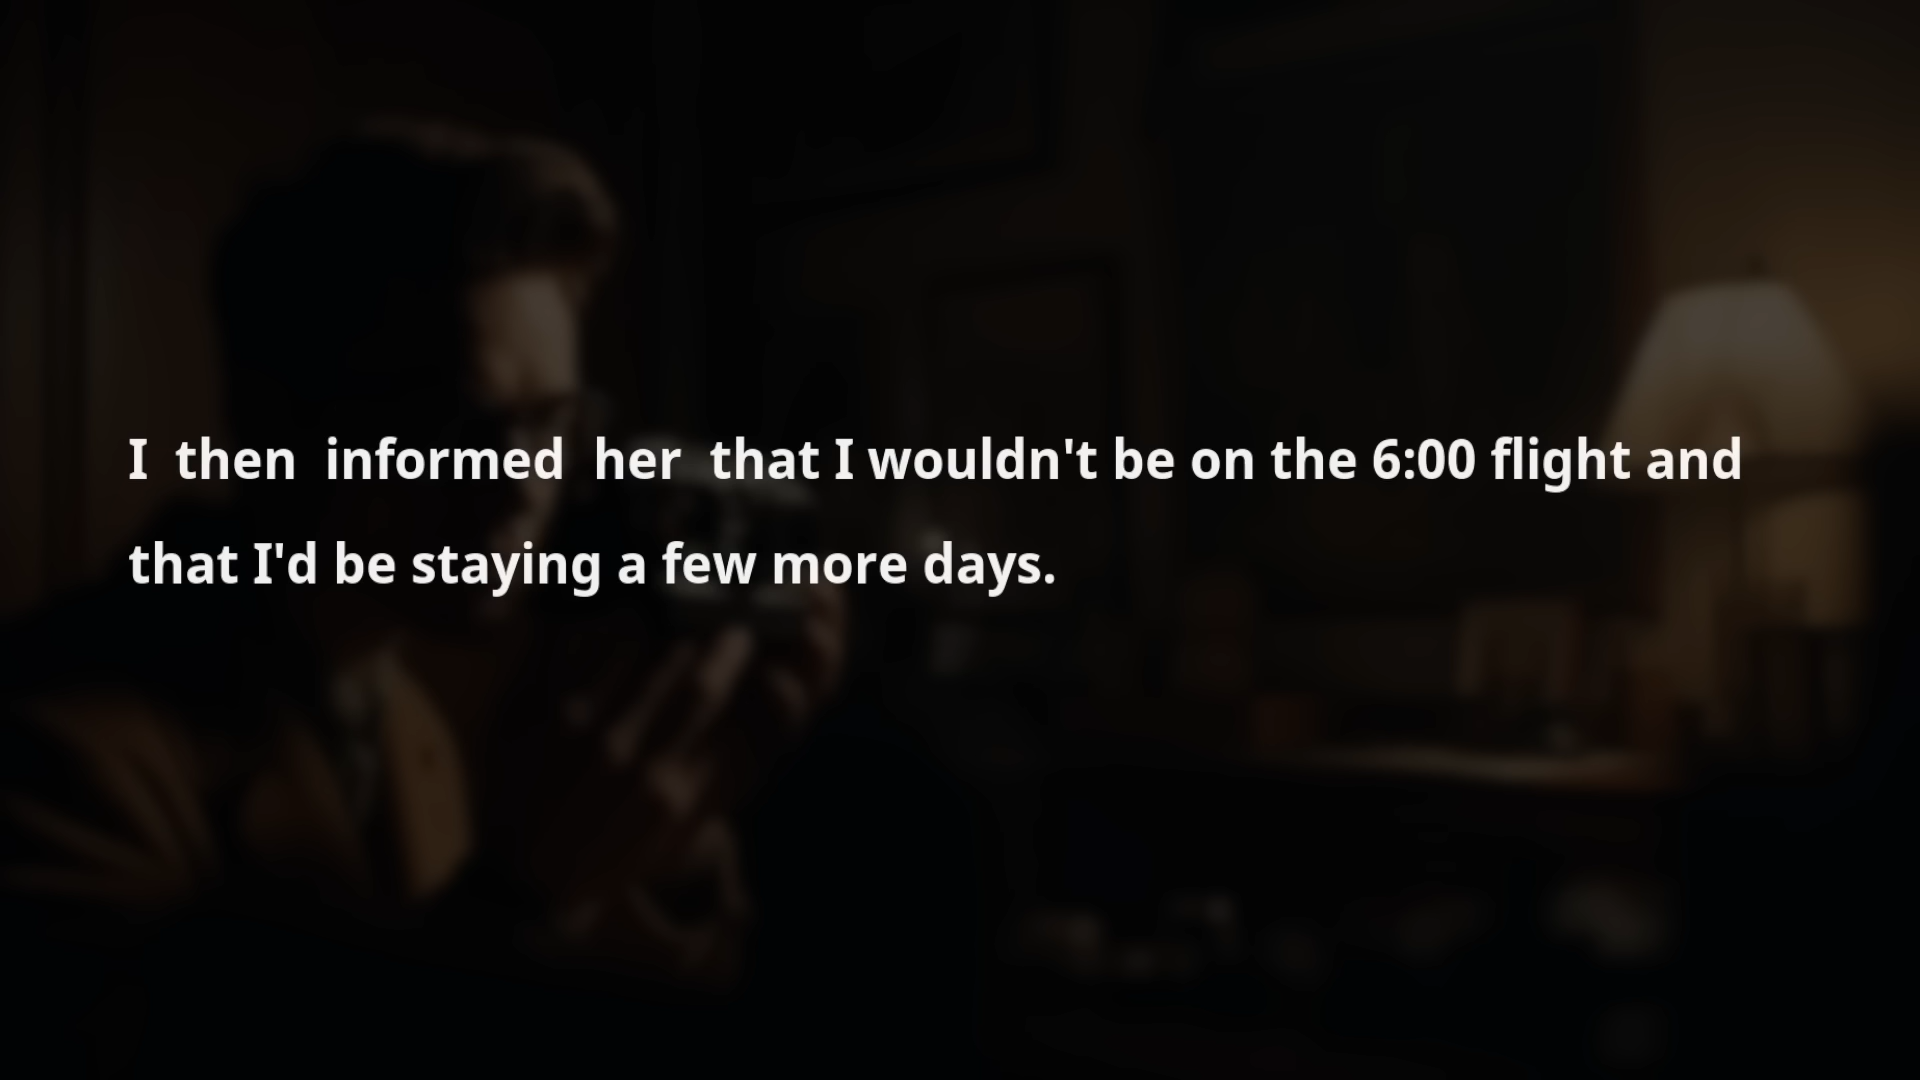 I then informed her that I wouldn't be on the 6:00 flight and
that I'd be staying a few more days.